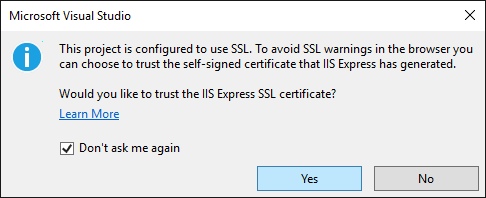 Microsoft Visual Studio
This project is configured to use SSL. To avoid SSL warnings in the browser you
can choose to trust the self-signed certificate that IIS Express has generated.
Would you like to trust the IIS Express SSL certificate?
Learn More
Don't ask me again
Yes
No